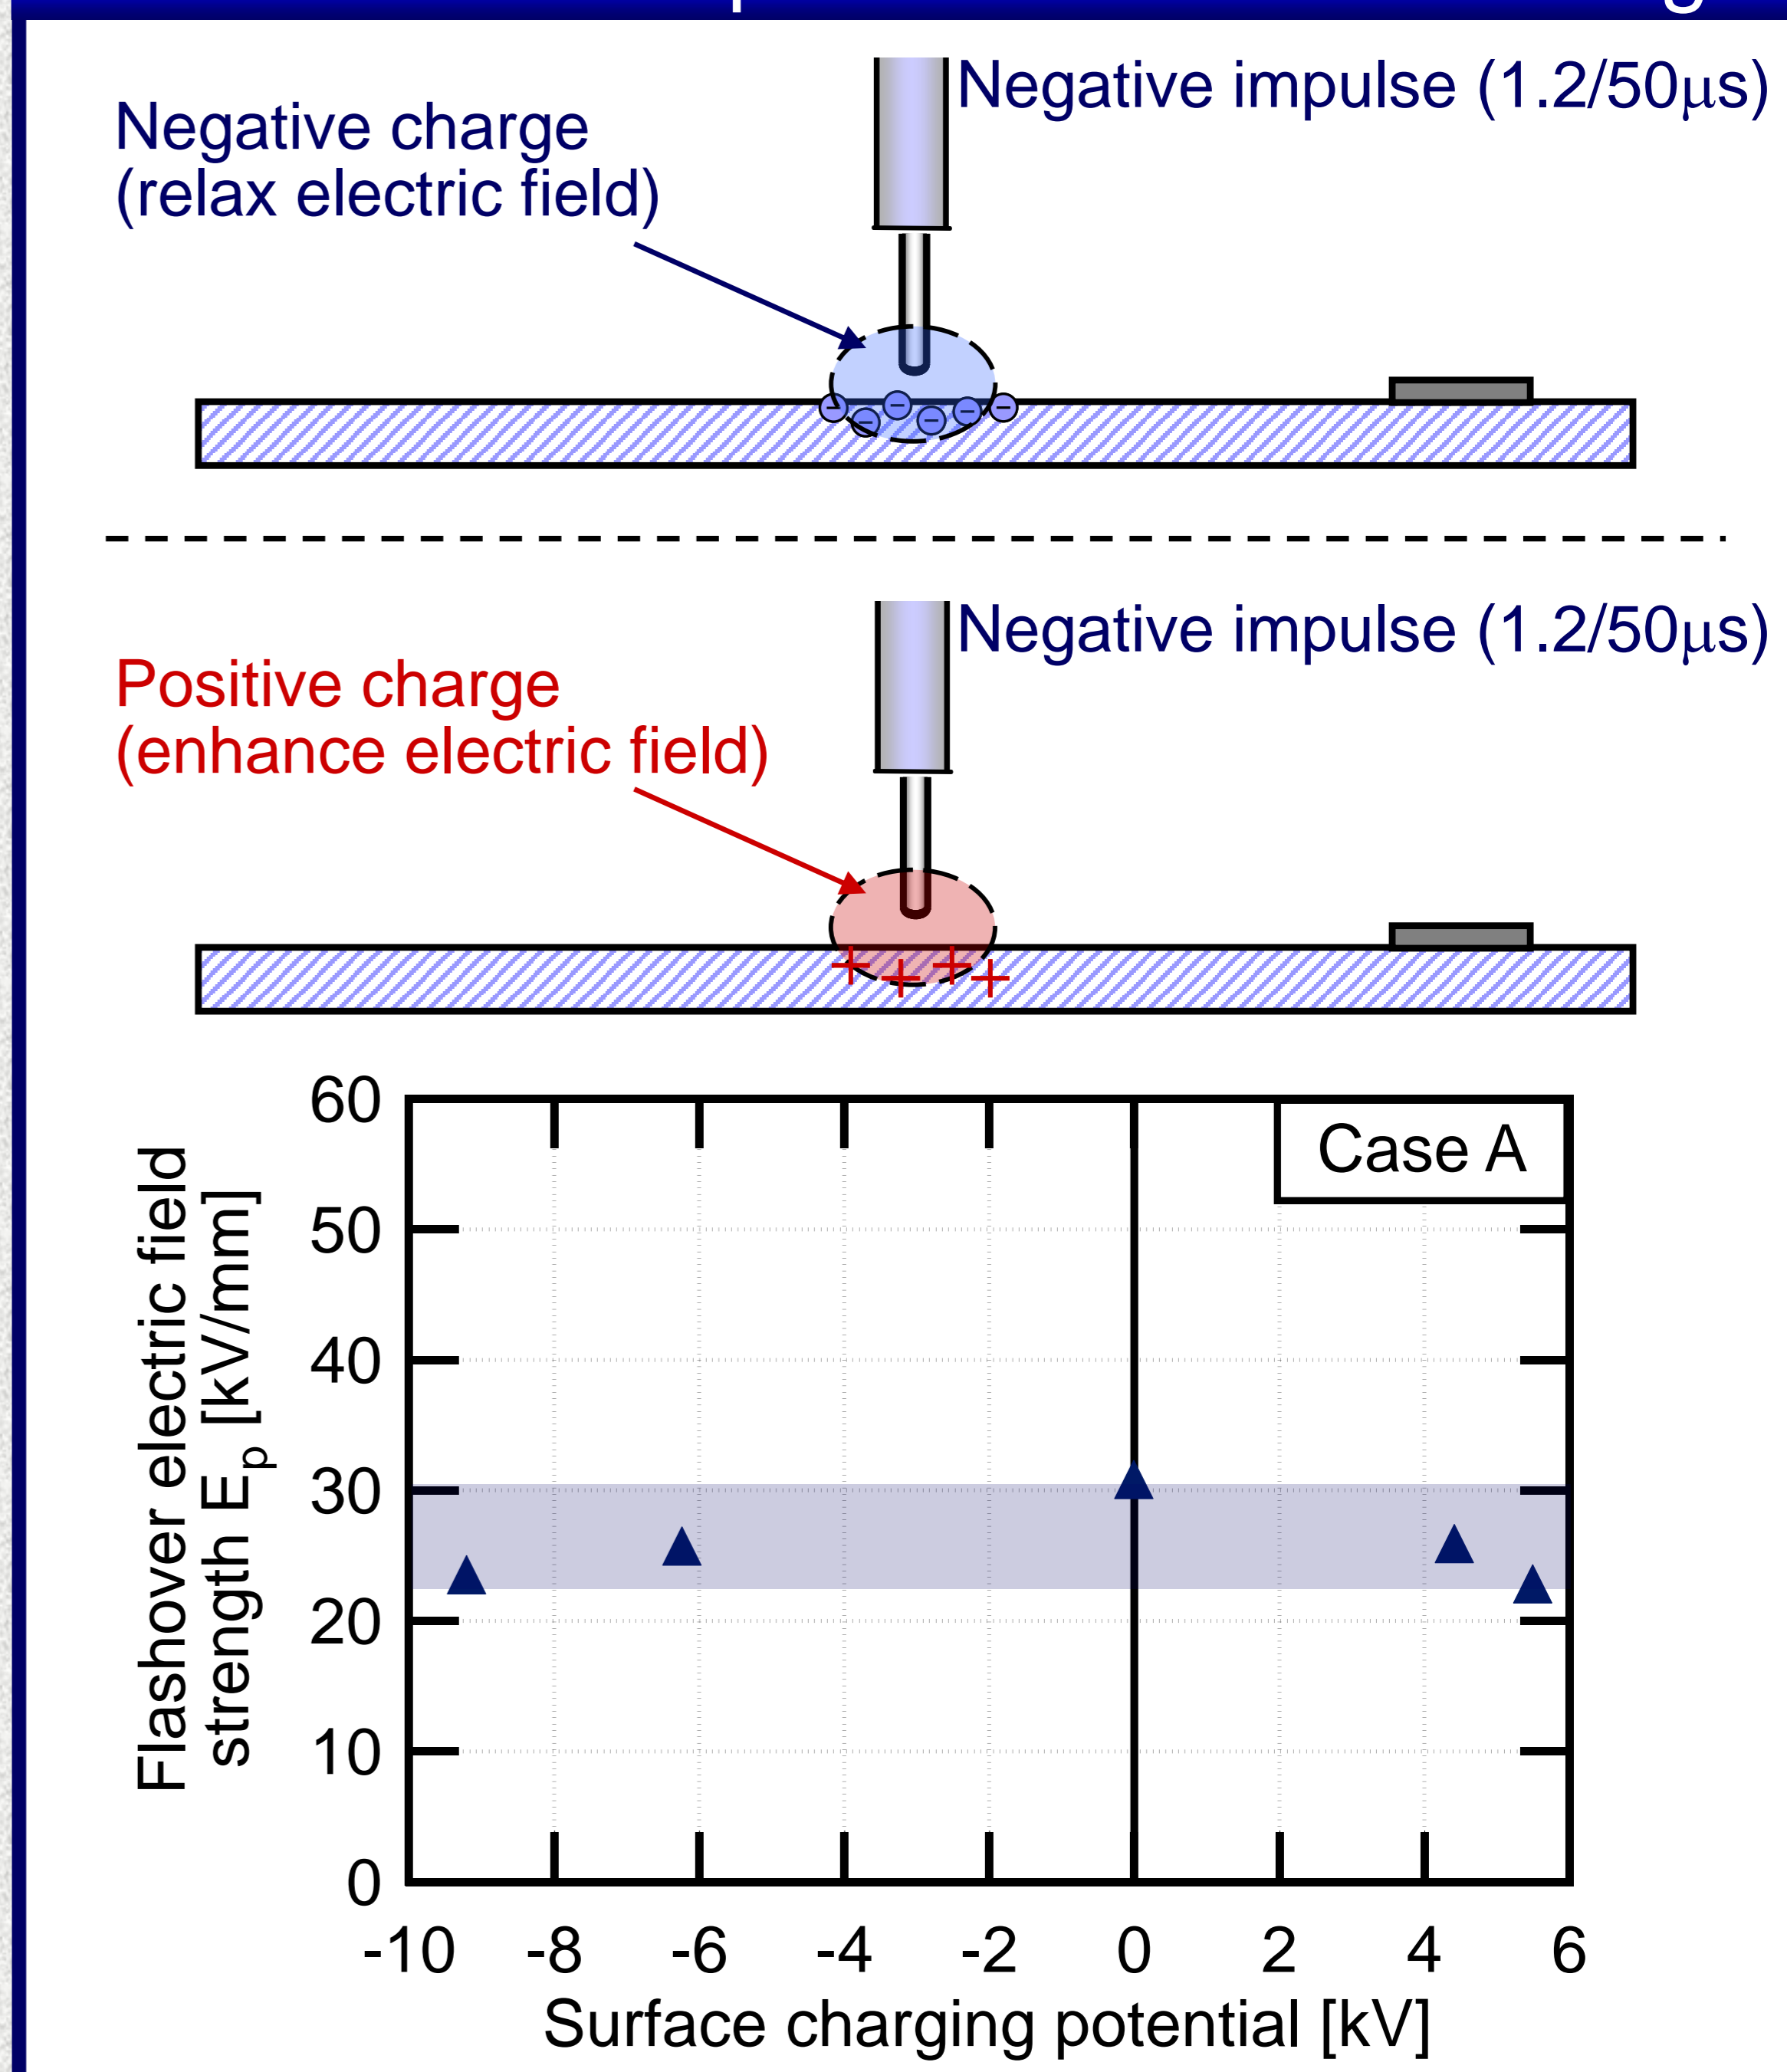 Negative impulse (1.2/50μs)
Negative charge
(relax electric field)
Negative impulse (1.2/50μs)
Positive charge
(enhance electric field)
Case A
60
50
40
30
20
10
0
Flashover electric field
strength Ep [kV/mm]
-10 -8 -6 -4 -2 0 2 4 6
Surface charging potential [kV]